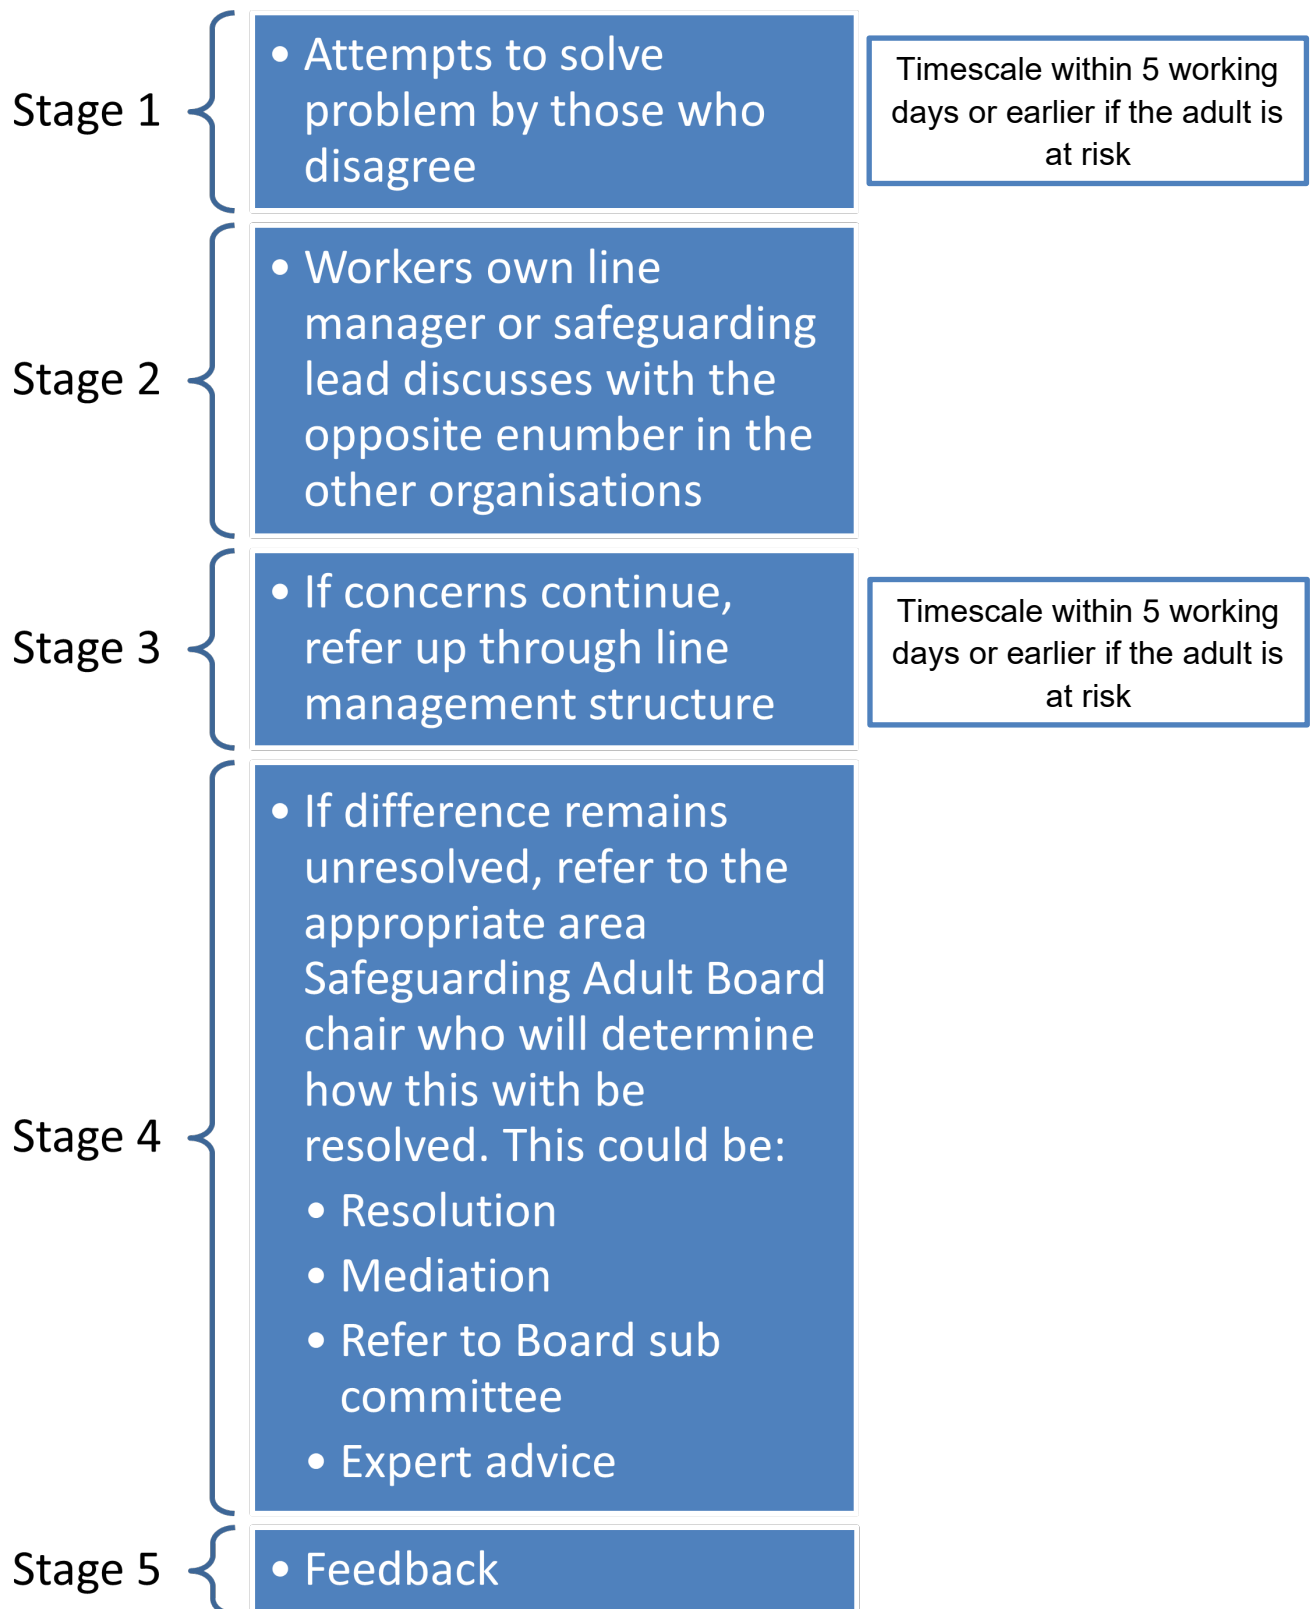 Stage 1
• Attempts to solve
problem by those who
disagree
Timescale within 5 working
days or earlier if the adult is
at risk
Stage 2
• Workers own line
manager or safeguarding
lead discusses with the
opposite enumber in the
other organisations
Stage 3
• If concerns continue,
refer up through line
management structure
Timescale within 5 working
days or earlier if the adult is
at risk
Stage 4
• If difference remains
unresolved, refer to the
appropriate area
Safeguarding Adult Board
chair who will determine
how this with be
resolved. This could be:
• Resolution
• Mediation
• Refer to Board sub
committee
• Expert advice
Stage 5
• Feedback